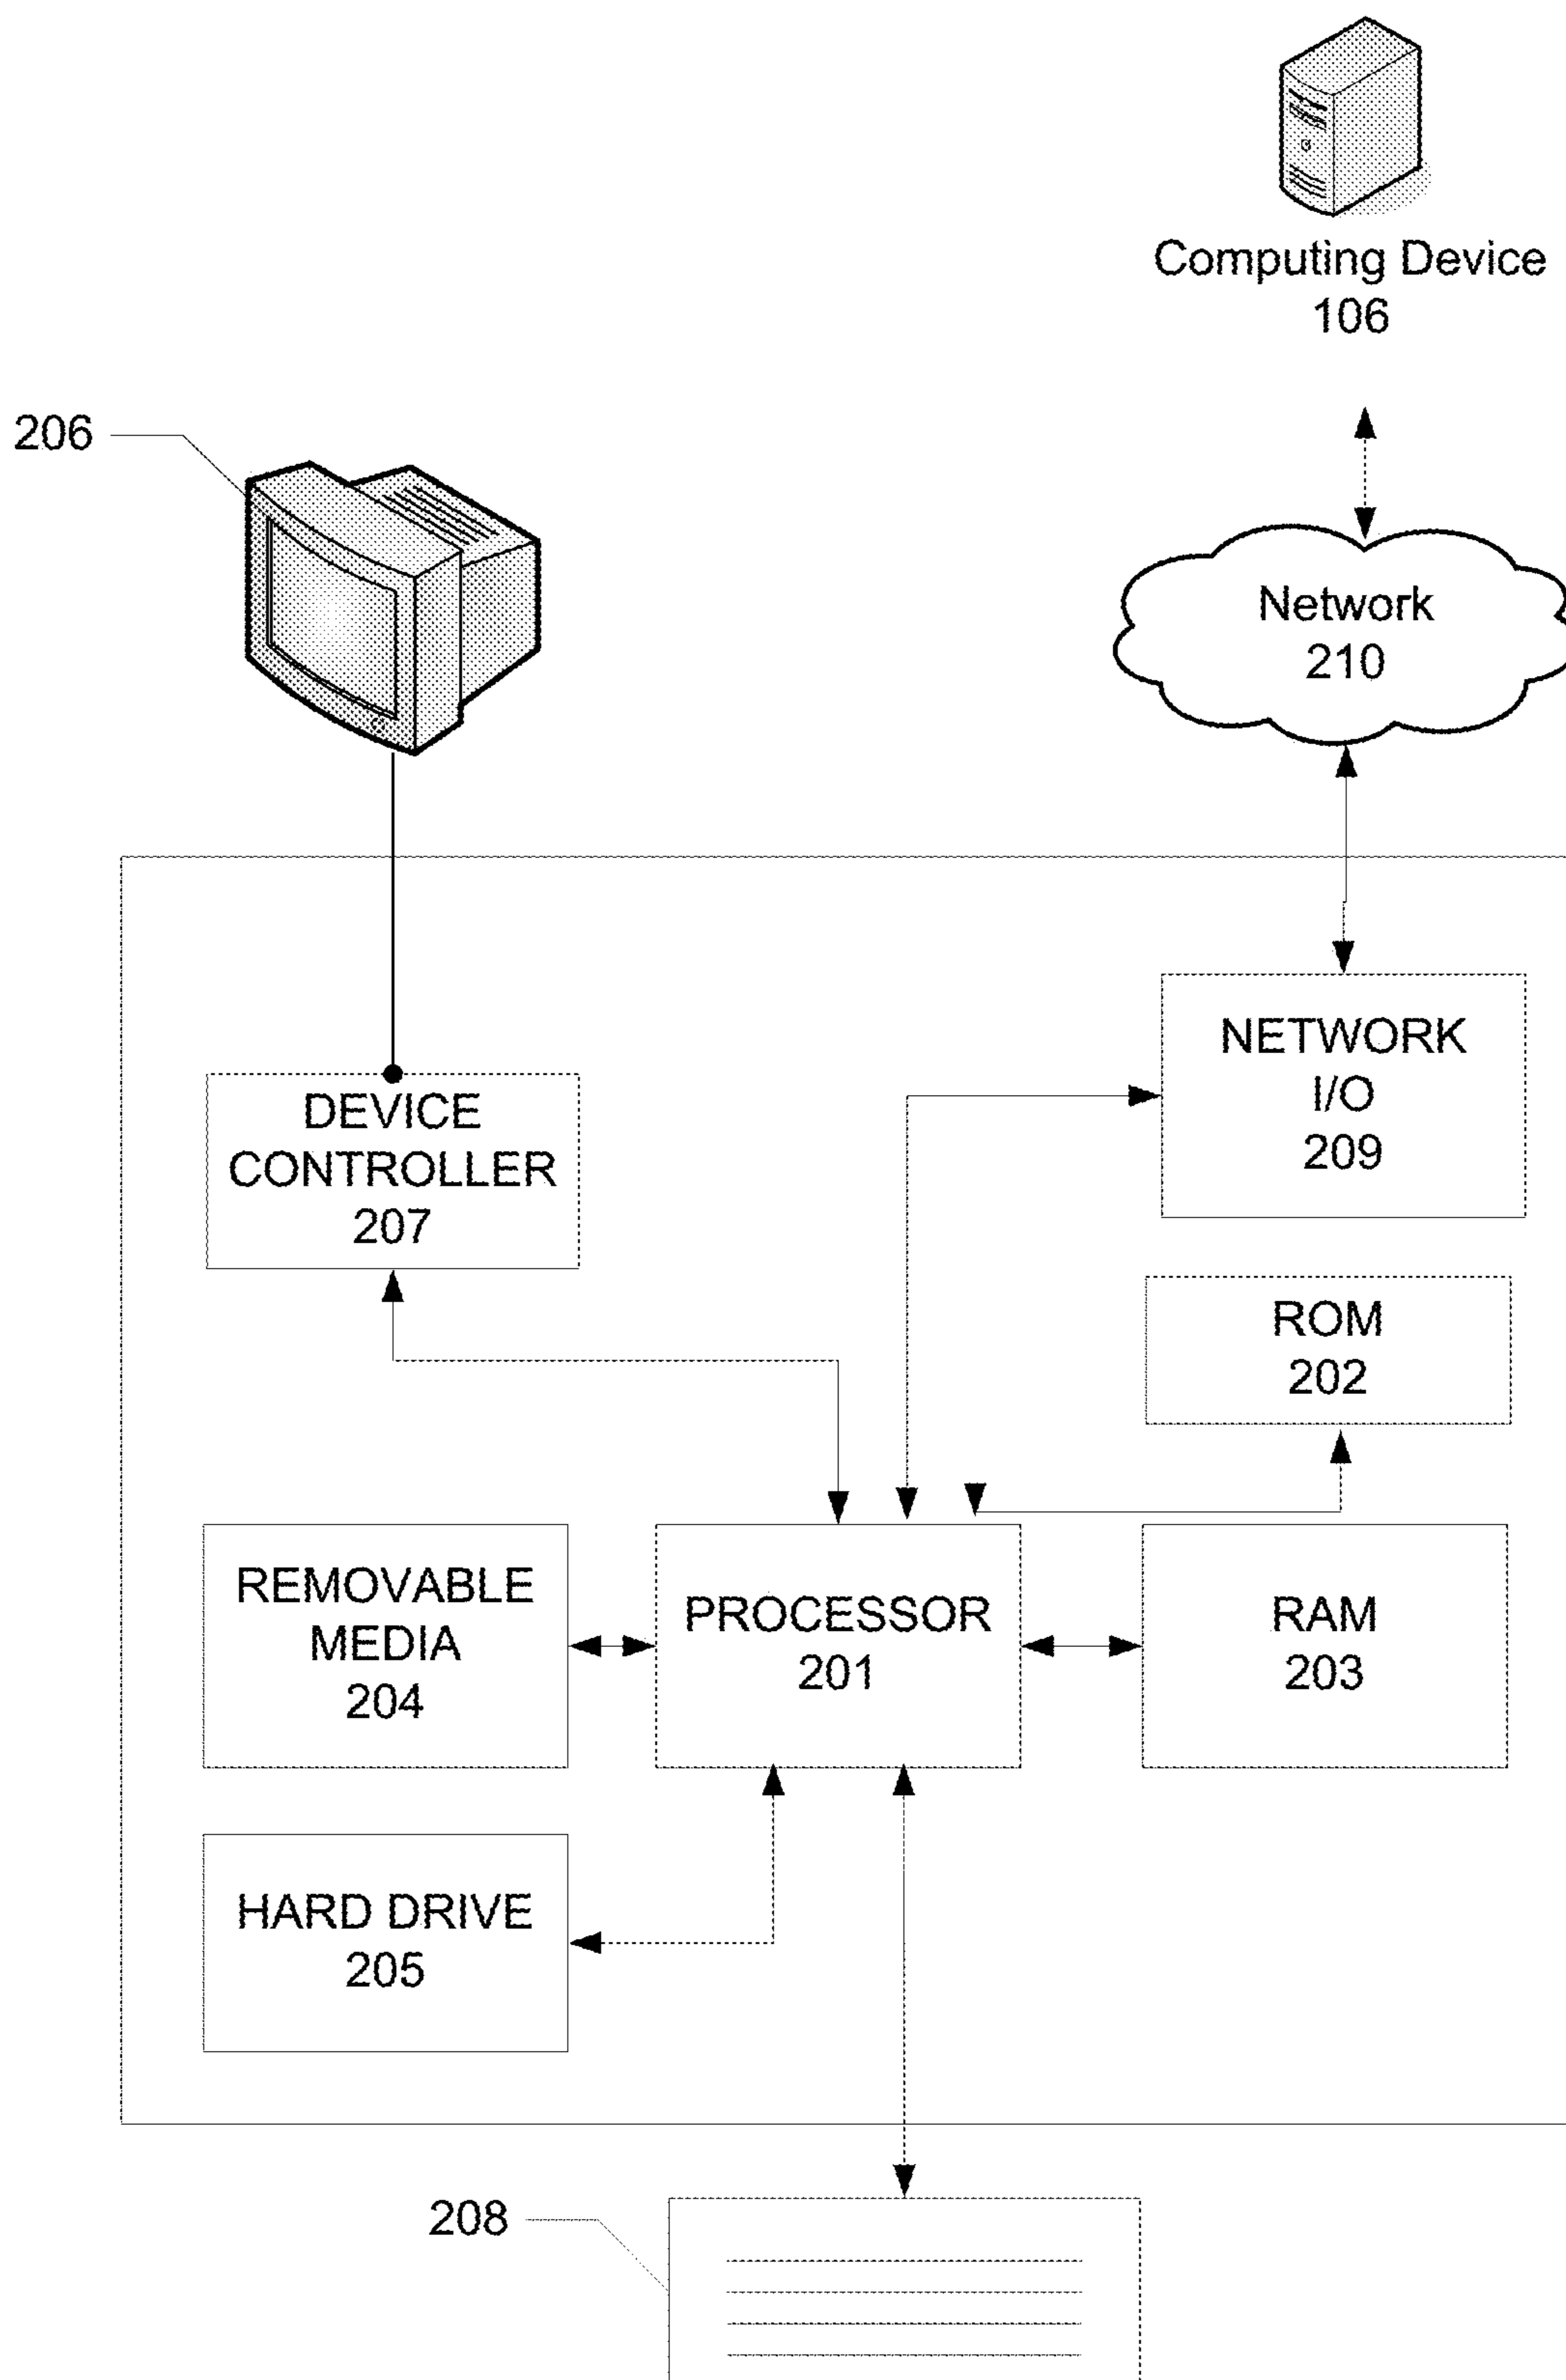 Computing Device
106
206
Network
210
NETWORK
I/O
209
DEVICE
CONTROLLER
207
ROM
202
REMOVABLE
MEDIA
204
PROCESSOR
201
RAM
203
HARD DRIVE
205
208